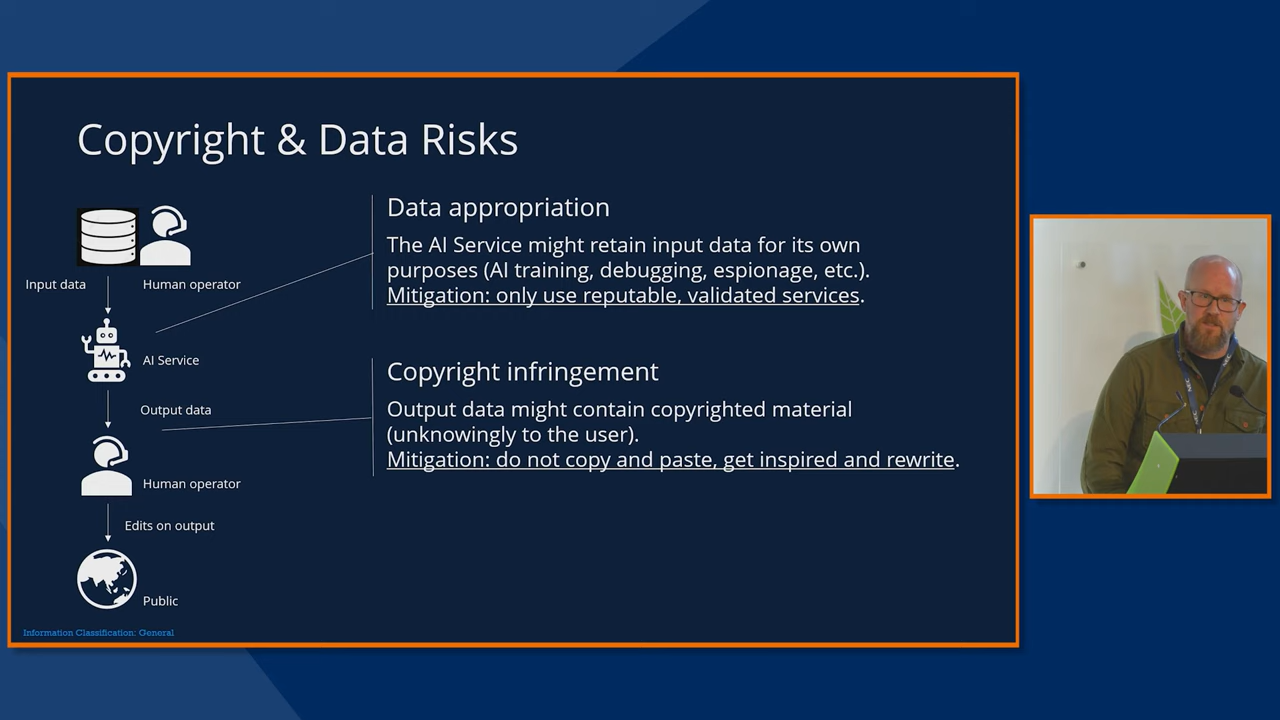 Copyright & Data Risks
Input data
Human operator
AI Service
Output data
Human operator
Edits on output
Public
Data appropriation
The AI Service might retain input data for its own
purposes (AI training, debugging, espionage, etc.).
Mitigation: only use reputable, validated services.
Copyright infringement
Output data might contain copyrighted material
(unknowingly to the user).
Mitigation: do not copy and paste, get inspired and rewrite.
Information Classification: General